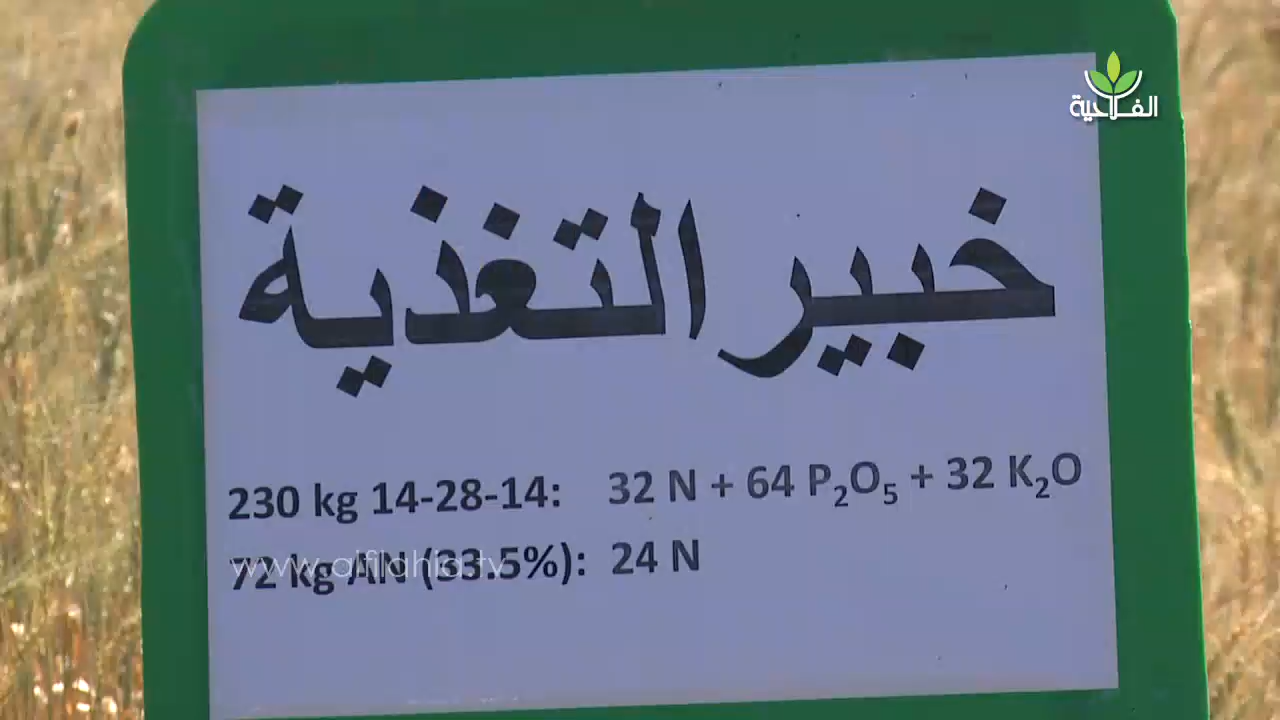 الفلاحية
خبير التغذية
230 kg 14-28-14: 32 N + 64 P₂O₅ + 32 K₂O
72 kg AN (33.5%): 24 N
www.alfilahia.tv